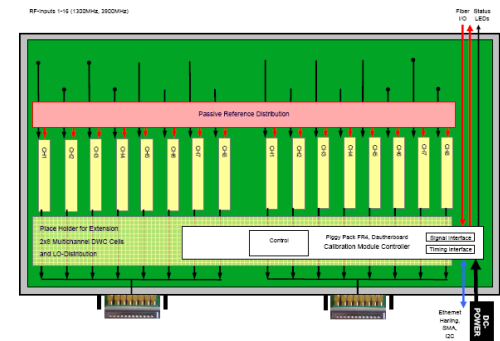 RF-Inputs 1-16 (1300MHz, 3900MHz)
Fiber Status
I/O LEDs
Passive Reference Distribution
CH1
CH2
CH3
CH4
CH5
CH6
CH7
CH8
CH1
CH2
CH3
CH4
CH5
CH6
CH7
CH8
Place Holder for Extension
2x8 Multichannel DWC Cells
and LO-Distribution
Control
Piggy Pack FR4, Dautherboard
Calibration Module Controller
Signal Interface
Timing Interface
Ethernet
Harting,
SMA,
I2C
DC-
POWER